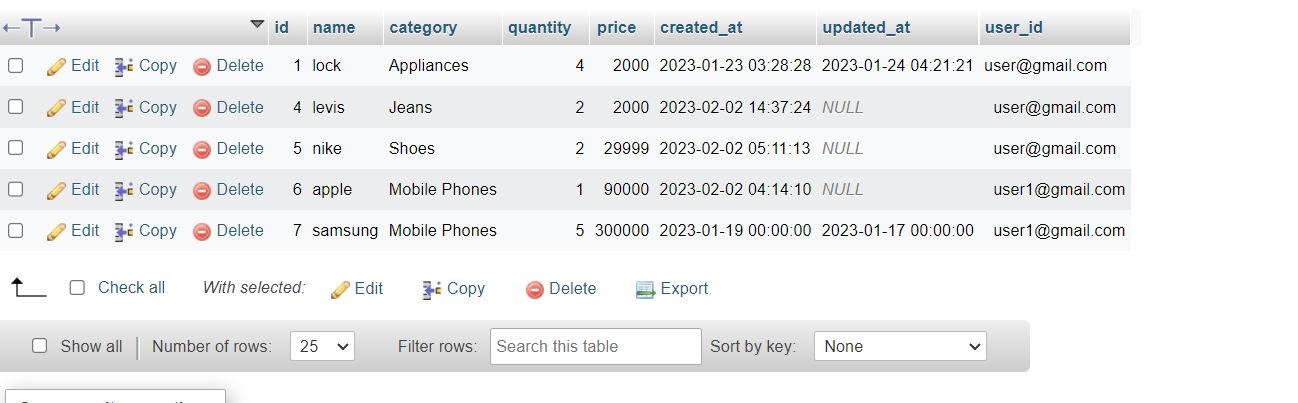 ←T→ id name category quantity price created_at updated_at user_id
Edit Copy Delete 1 lock Appliances 4 2000 2023-01-23 03:28:28 2023-01-24 04:21:21 user@gmail.com
Edit Copy Delete 4 levis Jeans 2 2000 2023-02-02 14:37:24 NULL user@gmail.com
Edit Copy Delete 5 nike Shoes 2 29999 2023-02-02 05:11:13 NULL user@gmail.com
Edit Copy Delete 6 apple Mobile Phones 1 90000 2023-02-02 04:14:10 NULL user1@gmail.com
Edit Copy Delete 7 samsung Mobile Phones 5 300000 2023-01-19 00:00:00 2023-01-17 00:00:00 user1@gmail.com
Check all With selected: Edit Copy Delete Export
Show all Number of rows: 25 Filter rows: Search this table Sort by key: None